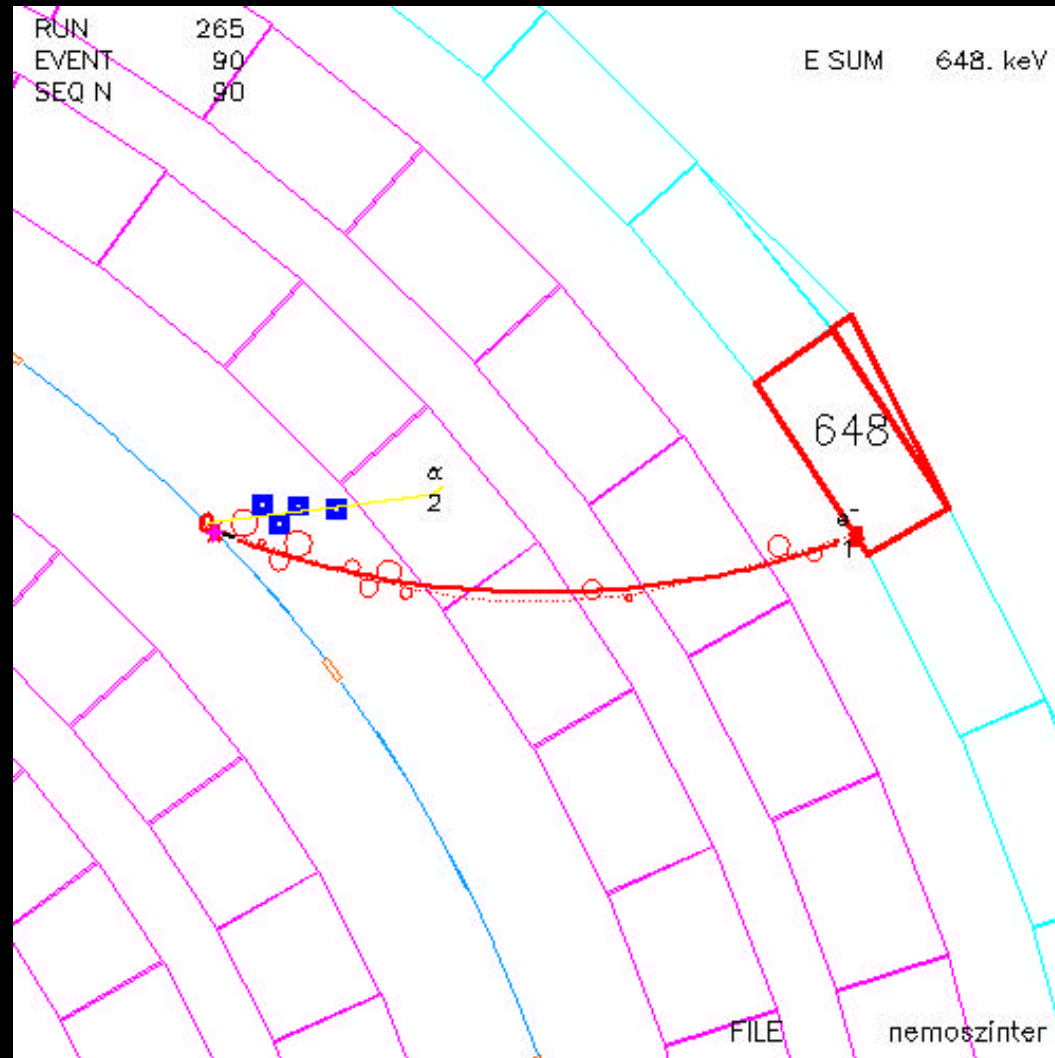 RUN 265
EVENT 90
SEQ N 90
E SUM 648. keV
648
α
2
e⁻
1
FILE nemoszinter